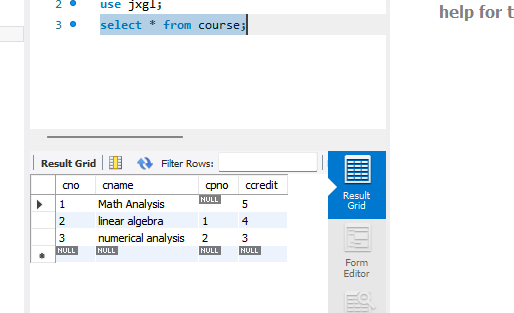 help for t
2 use jxgl;
3 select * from course;
Result Grid Filter Rows:
cno cname cpno ccredit
1 Math Analysis NULL 5
2 linear algebra 1 4
3 numerical analysis 2 3
NULL NULL NULL NULL
Result
Grid
Form
Editor